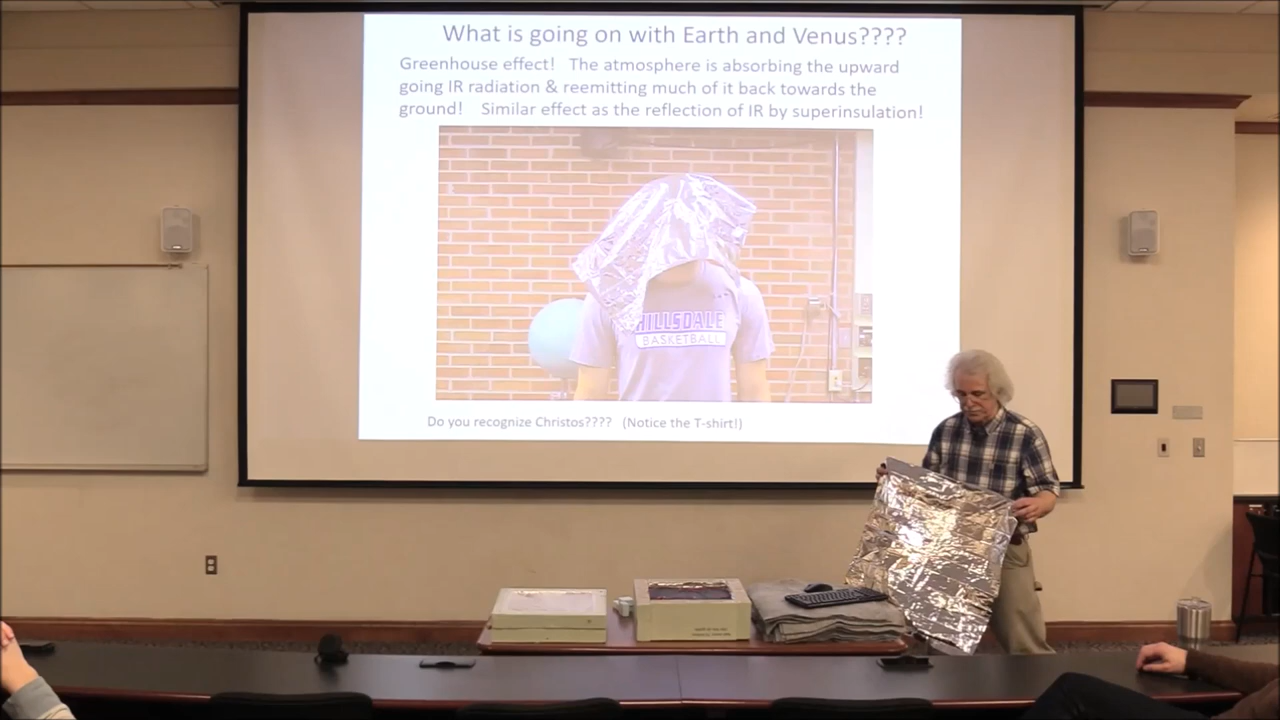 What is going on with Earth and Venus????
Greenhouse effect!   The atmosphere is absorbing the upward
going IR radiation & reemitting much of it back towards the
ground!   Similar effect as the reflection of IR by superinsulation!
HILLSDALE
BASKETBALL
Do you recognize Christos????   (Notice the T-shirt!)